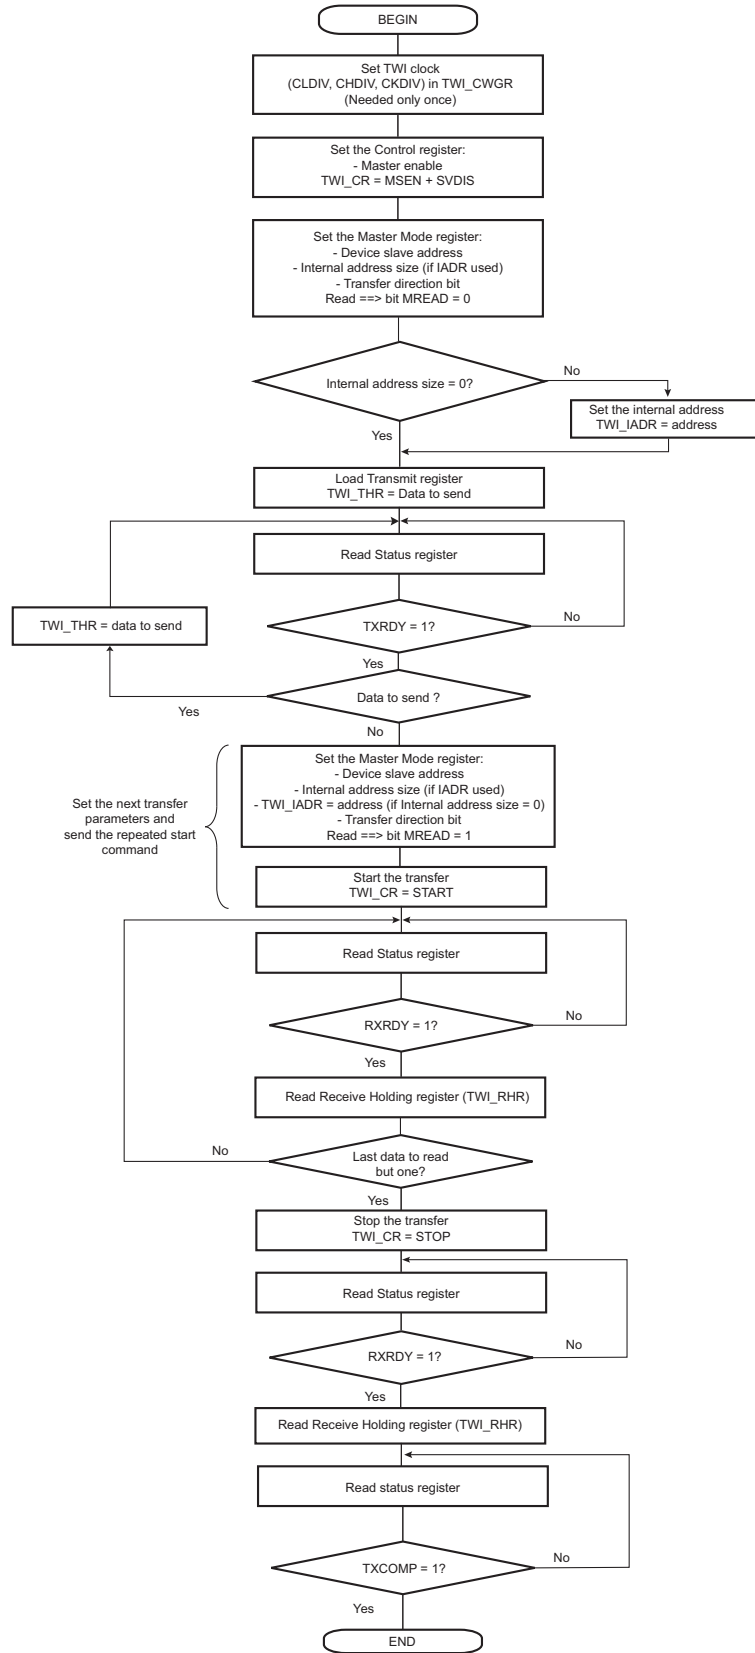 BEGIN
Set TWI clock
(CLDIV, CHDIV, CKDIV) in TWI_CWGR
(Needed only once)
Set the Control register:
- Master enable
TWI_CR = MSEN + SVDIS
Set the Master Mode register:
- Device slave address
- Internal address size (if IADR used)
- Transfer direction bit
Read ==> bit MREAD = 0
Internal address size = 0?
No
Set the internal address
TWI_IADR = address
Yes
Load Transmit register
TWI_THR = Data to send
Read Status register
TWI_THR = data to send
TXRDY = 1?
No
Yes
Data to send ?
Yes
No
Set the next transfer
parameters and
send the repeated start
command
Set the Master Mode register:
- Device slave address
- Internal address size (if IADR used)
- TWI_IADR = address (if Internal address size = 0)
- Transfer direction bit
Read ==> bit MREAD = 1
Start the transfer
TWI_CR = START
Read Status register
RXRDY = 1?
No
Yes
Read Receive Holding register (TWI_RHR)
No
Last data to read
but one?
Yes
Stop the transfer
TWI_CR = STOP
Read Status register
RXRDY = 1?
No
Yes
Read Receive Holding register (TWI_RHR)
Read status register
TXCOMP = 1?
No
Yes
END